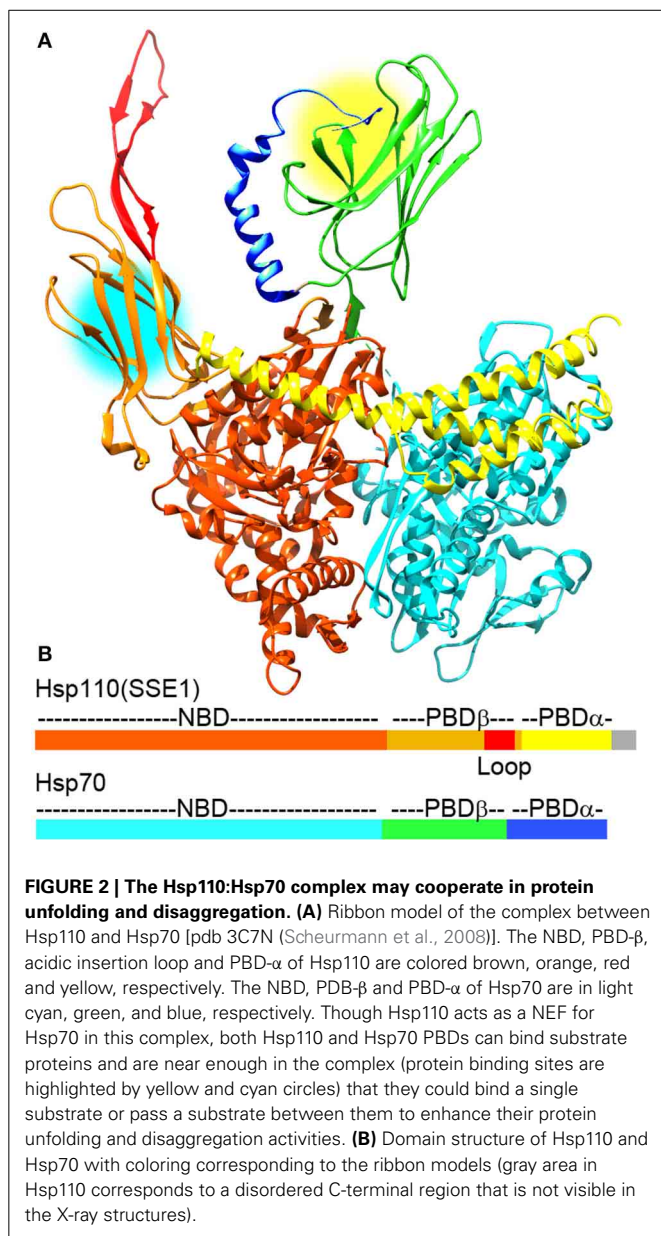 A
B
Hsp110(SSE1)
-----------------NBD------------------ ----PBDβ--- --PBDα-
Loop
Hsp70
-----------------NBD------------------ ----PBDβ-- --PBDα-
FIGURE 2 | The Hsp110:Hsp70 complex may cooperate in protein
unfolding and disaggregation. (A) Ribbon model of the complex between
Hsp110 and Hsp70 [pdb 3C7N (Scheurmann et al., 2008)]. The NBD, PBD-β,
acidic insertion loop and PBD-α of Hsp110 are colored brown, orange, red
and yellow, respectively. The NBD, PDB-β and PBD-α of Hsp70 are in light
cyan, green, and blue, respectively. Though Hsp110 acts as a NEF for
Hsp70 in this complex, both Hsp110 and Hsp70 PBDs can bind substrate
proteins and are near enough in the complex (protein binding sites are
highlighted by yellow and cyan circles) that they could bind a single
substrate or pass a substrate between them to enhance their protein
unfolding and disaggregation activities. (B) Domain structure of Hsp110 and
Hsp70 with coloring corresponding to the ribbon models (gray area in
Hsp110 corresponds to a disordered C-terminal region that is not visible in
the X-ray structures).